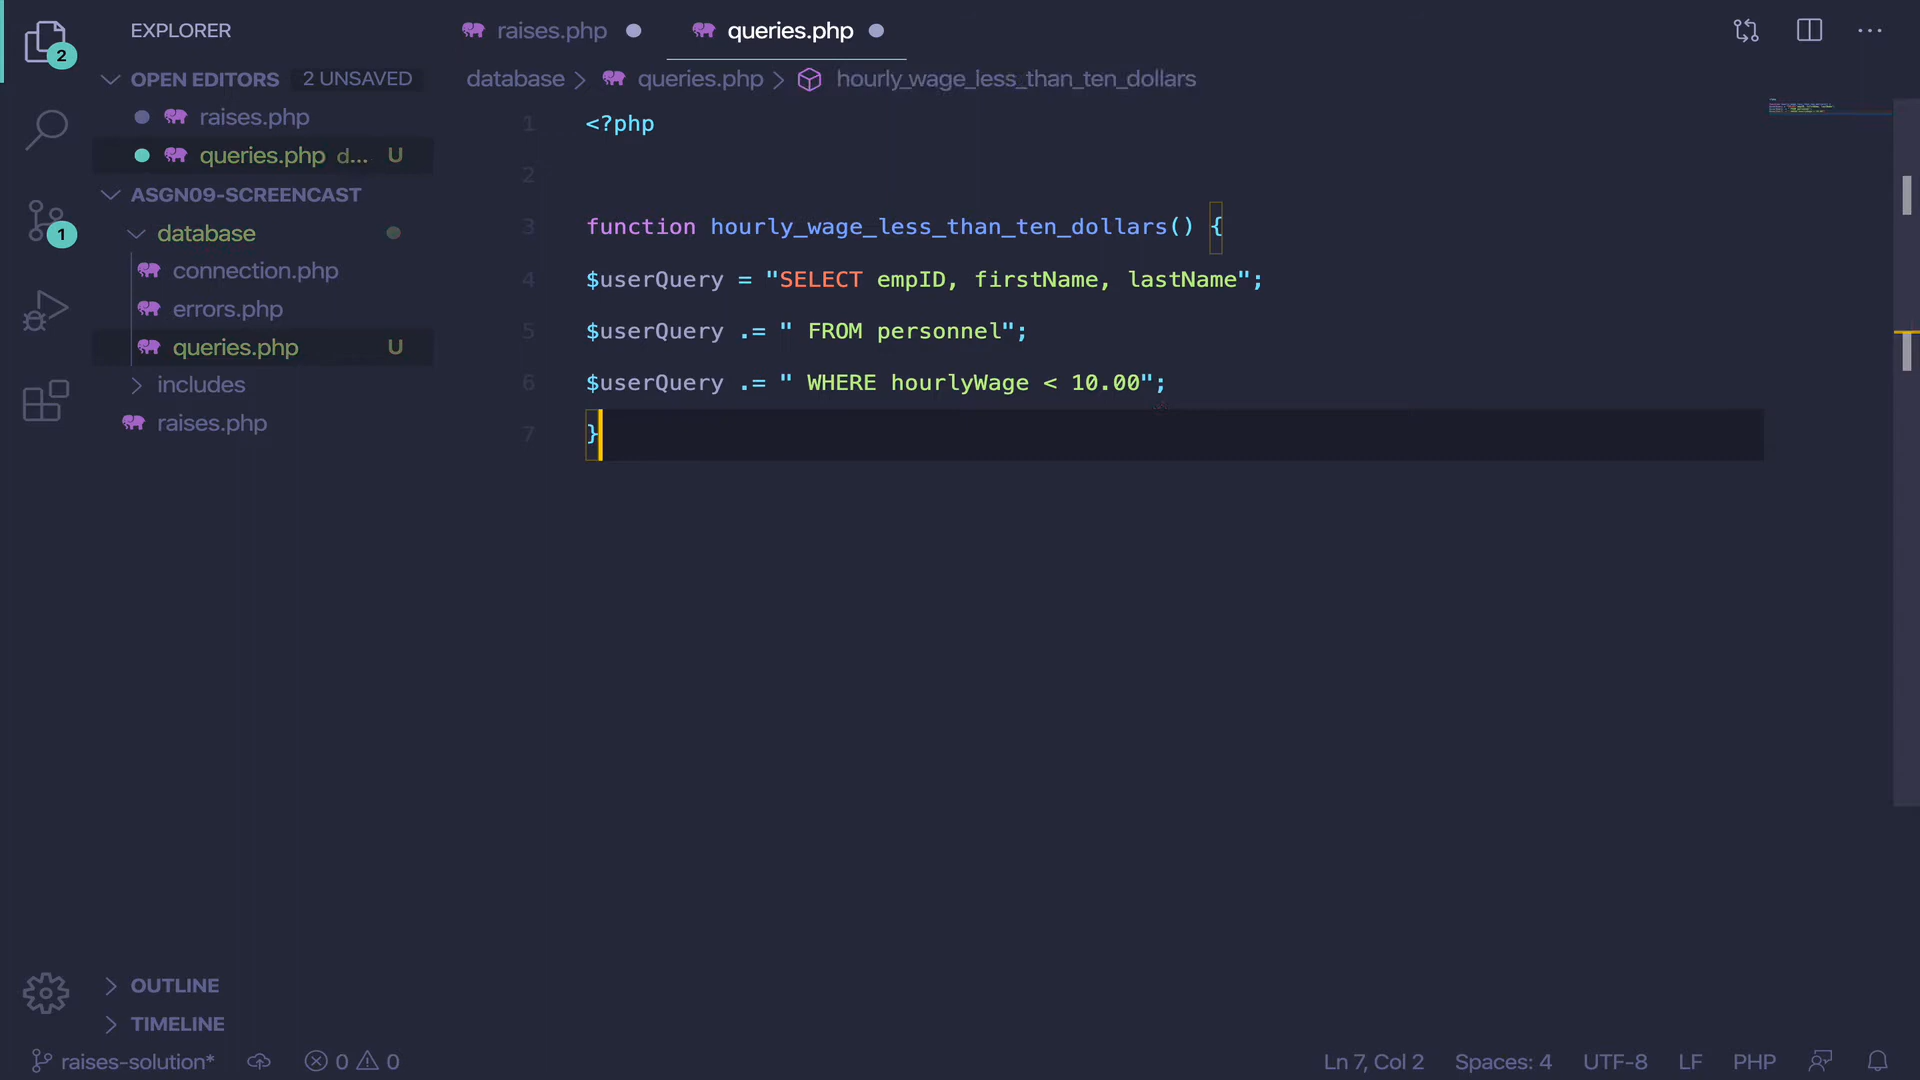 EXPLORER
raises.php
queries.php
2
OPEN EDITORS 2 UNSAVED
database queries.php hourly_wage_less_than_ten_dollars
raises.php
queries.php d... U
ASGN09-SCREENCAST
1
database
connection.php
errors.php
queries.php U
includes
raises.php
1 <?php
2
3 function hourly_wage_less_than_ten_dollars() {
4 $userQuery = "SELECT empID, firstName, lastName";
5 $userQuery .= " FROM personnel";
6 $userQuery .= " WHERE hourlyWage < 10.00";
7 }
OUTLINE
TIMELINE
raises-solution* 0 0 Ln 7, Col 2 Spaces: 4 UTF-8 LF PHP